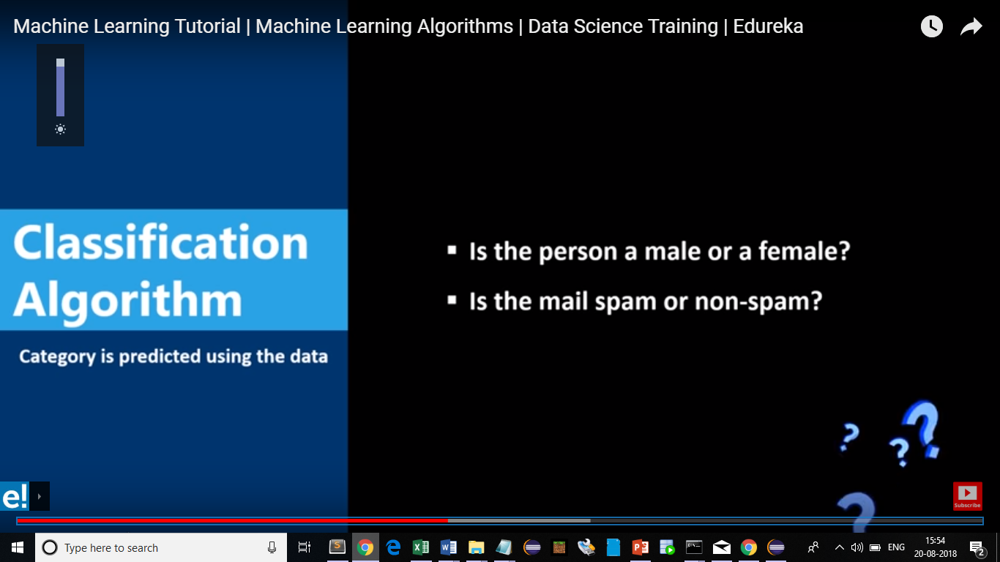 Machine Learning Tutorial | Machine Learning Algorithms | Data Science Training | Edureka
Classification
Algorithm
Category is predicted using the data
▪ Is the person a male or a female?
▪ Is the mail spam or non-spam?
? ? ? ?
e!
Subscribe
Type here to search
S
e
X
W
P
C:\
ENG
15:54
20-08-2018
2